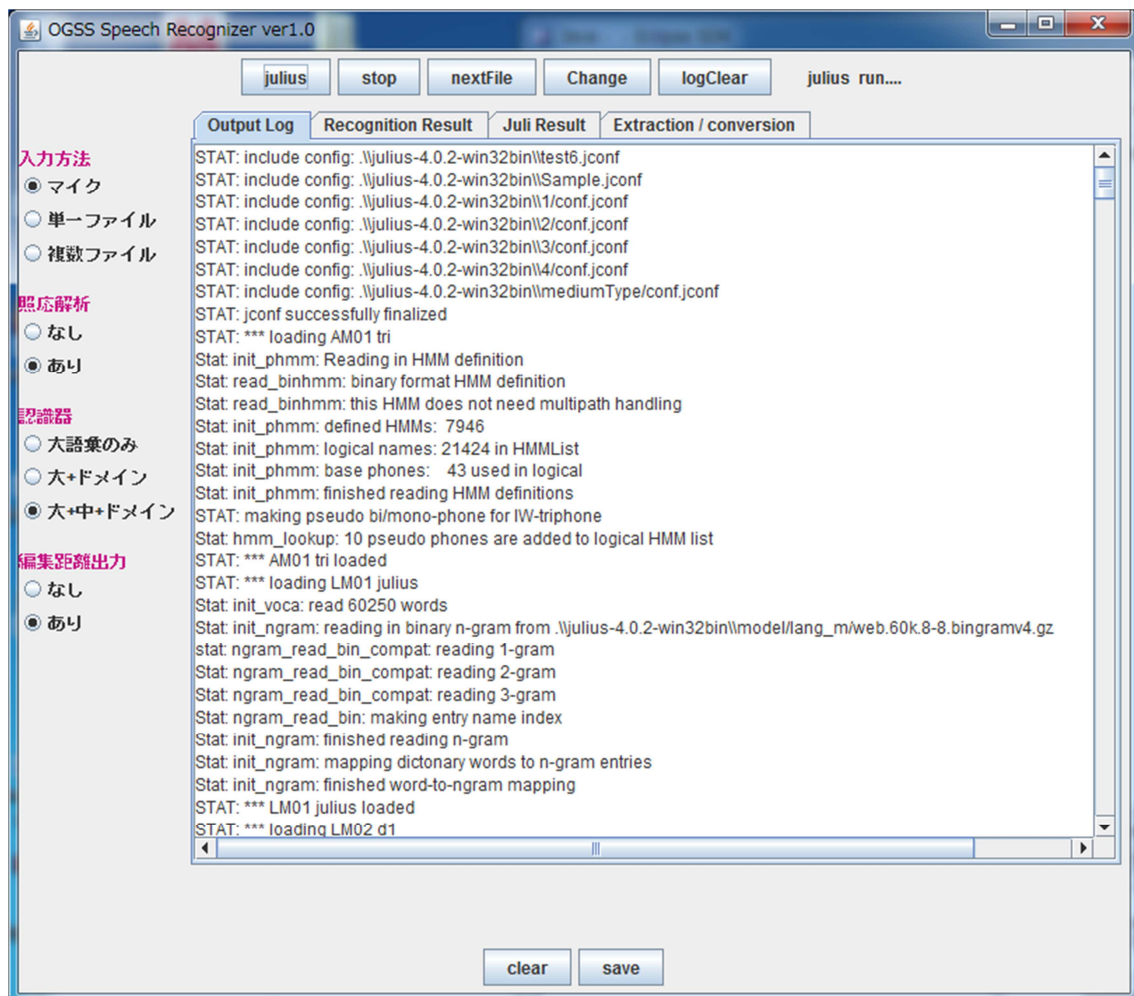 OGSS Speech Recognizer ver1.0
julius stop nextFile Change logClear julius run....
Output Log Recognition Result Juli Result Extraction / conversion
入力方法
マイク
単一ファイル
複数ファイル
照応解析
なし
あり
認識器
大語彙のみ
大+ドメイン
大+中+ドメイン
編集距離出力
なし
あり
STAT: include config: .\\julius-4.0.2-win32bin\\test6.jconf
STAT: include config: .\\julius-4.0.2-win32bin\\Sample.jconf
STAT: include config: .\\julius-4.0.2-win32bin\\1/conf.jconf
STAT: include config: .\\julius-4.0.2-win32bin\\2/conf.jconf
STAT: include config: .\\julius-4.0.2-win32bin\\3/conf.jconf
STAT: include config: .\\julius-4.0.2-win32bin\\4/conf.jconf
STAT: include config: .\\julius-4.0.2-win32bin\\mediumType/conf.jconf
STAT: jconf successfully finalized
STAT: *** loading AM01 tri
Stat: init_phmm: Reading in HMM definition
Stat: read_binhmm: binary format HMM definition
Stat: read_binhmm: this HMM does not need multipath handling
Stat: init_phmm: defined HMMs: 7946
Stat: init_phmm: logical names: 21424 in HMMList
Stat: init_phmm: base phones: 43 used in logical
Stat: init_phmm: finished reading HMM definitions
STAT: making pseudo bi/mono-phone for IW-triphone
Stat: hmm_lookup: 10 pseudo phones are added to logical HMM list
STAT: *** AM01 tri loaded
STAT: *** loading LM01 julius
Stat: init_voca: read 60250 words
Stat: init_ngram: reading in binary n-gram from .\\julius-4.0.2-win32bin\\model/lang_m/web.60k.8-8.bingramv4.gz
stat: ngram_read_bin_compat: reading 1-gram
Stat: ngram_read_bin_compat: reading 2-gram
Stat: ngram_read_bin_compat: reading 3-gram
Stat: ngram_read_bin: making entry name index
Stat: init_ngram: finished reading n-gram
Stat: init_ngram: mapping dictonary words to n-gram entries
Stat: init_ngram: finished word-to-ngram mapping
STAT: *** LM01 julius loaded
STAT: *** loading LM02 d1
clear save